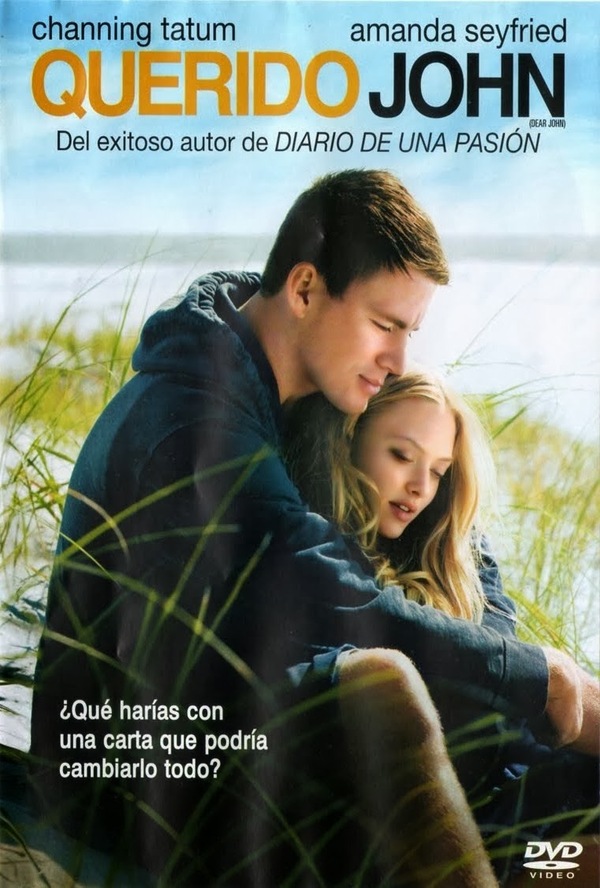 channing tatum amanda seyfried
QUERIDO JOHN
(DEAR JOHN)
Del exitoso autor de DIARIO DE UNA PASIÓN
¿Qué harías con
una carta que podría
cambiarlo todo?
DVD
VIDEO